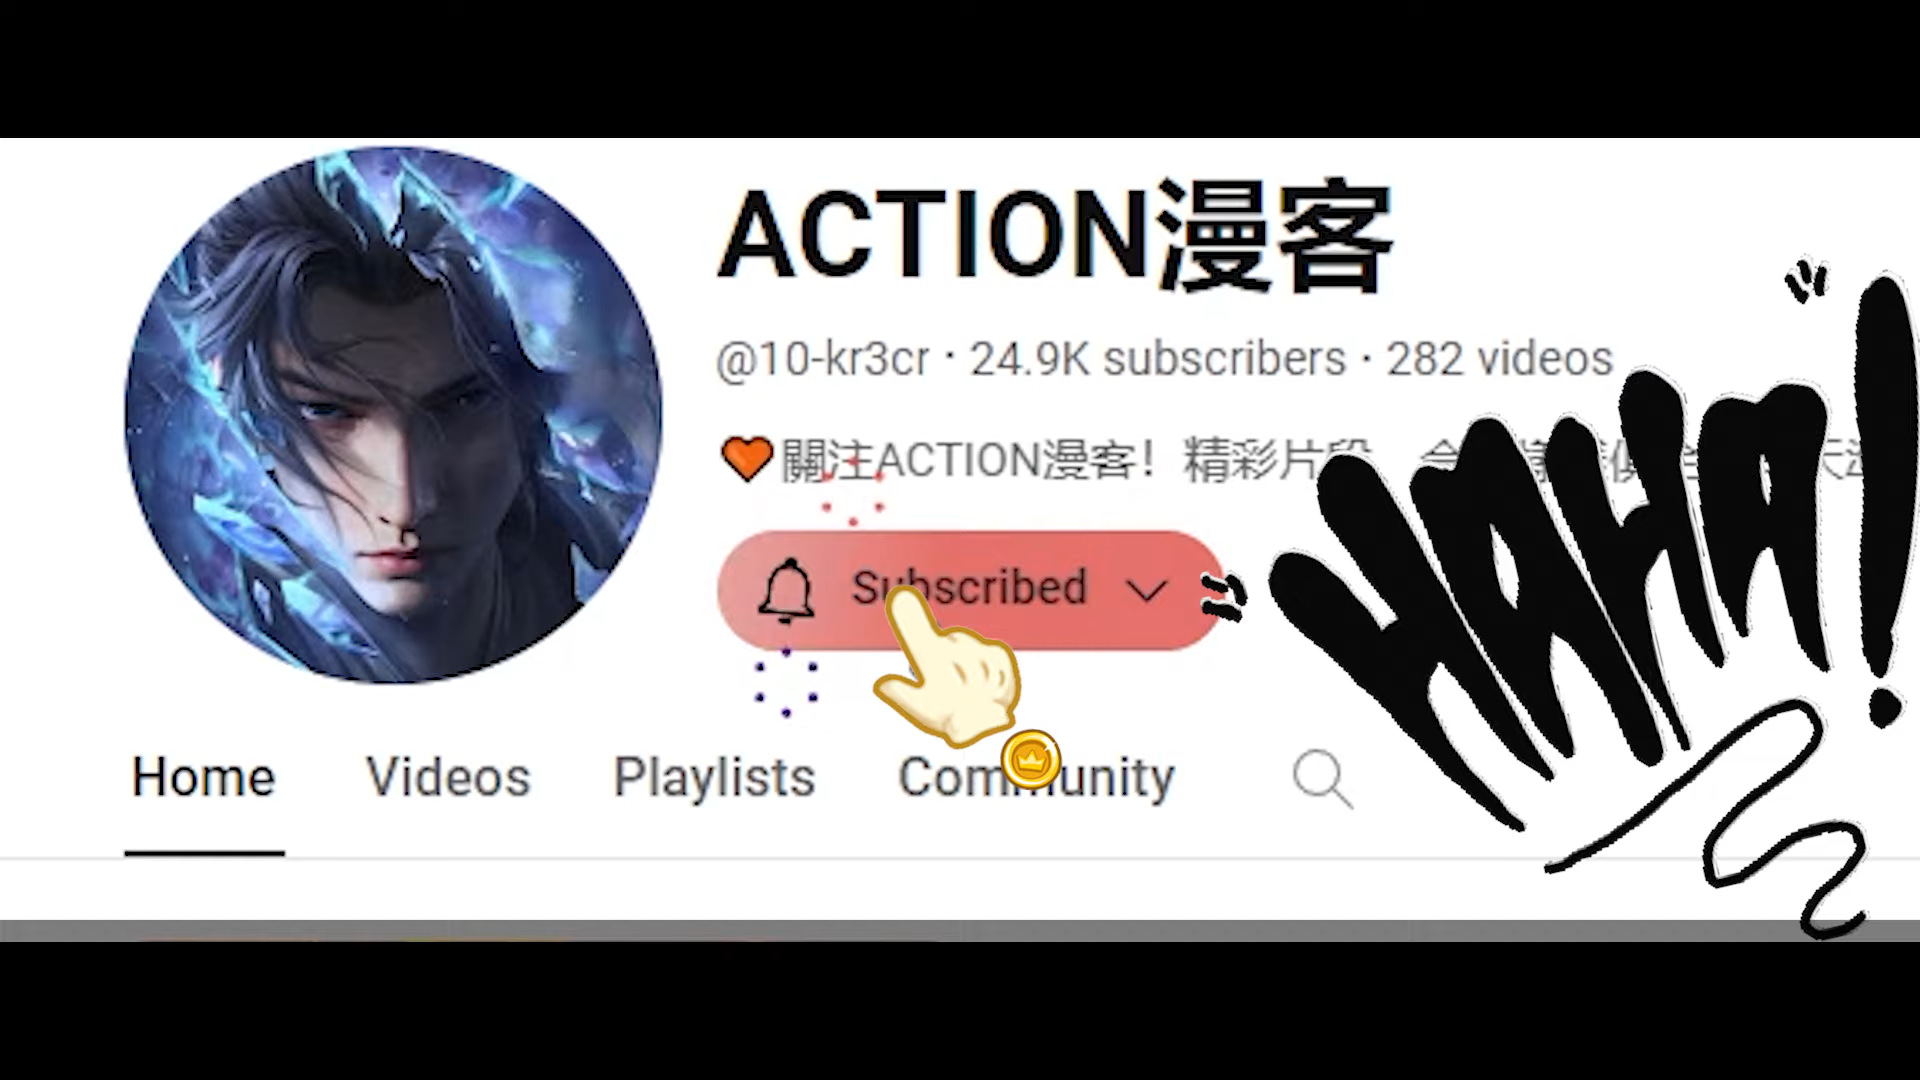 ACTION漫客
@10-kr3cr · 24.9K subscribers · 282 videos
關注ACTION漫客! 精彩片段
Subscribed
HAHA!
Home Videos Playlists Community